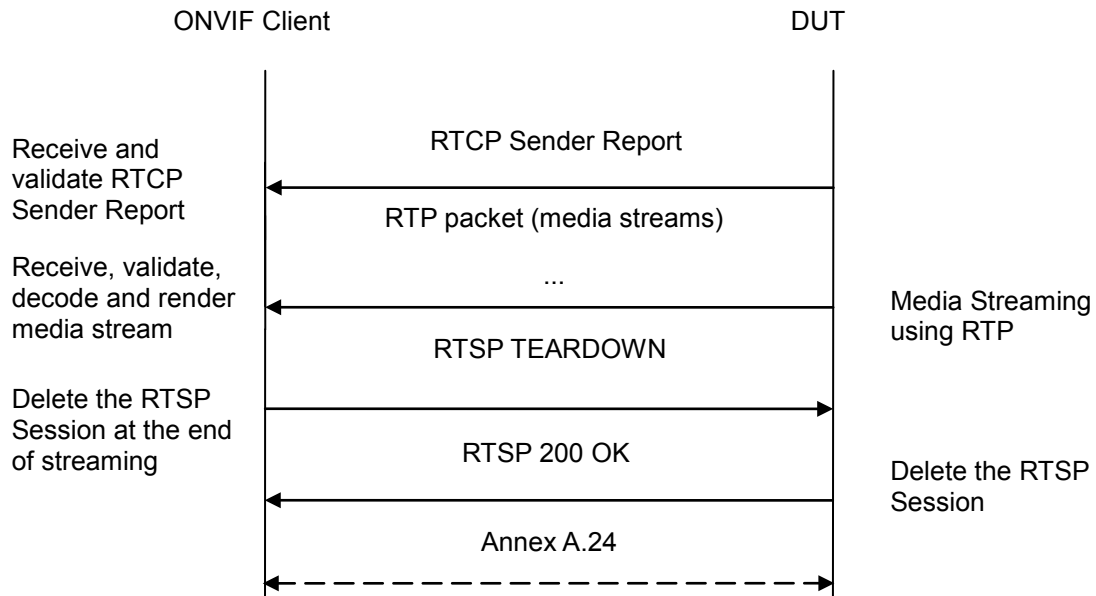 ONVIF Client
DUT
RTCP Sender Report
Receive and
validate RTCP
Sender Report
RTP packet (media streams)
Receive, validate,
decode and render
media stream
...
Media Streaming
using RTP
RTSP TEARDOWN
Delete the RTSP
Session at the end
of streaming
RTSP 200 OK
Delete the RTSP
Session
Annex A.24